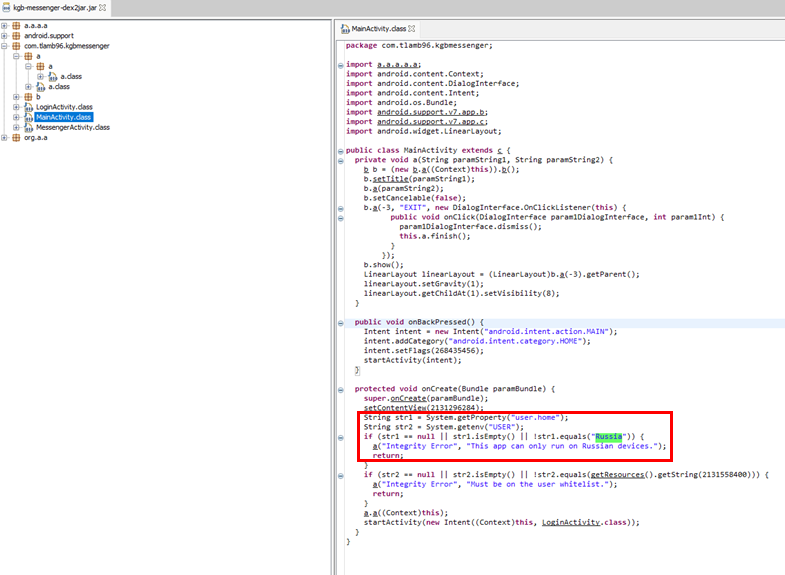 kgb-messenger-dex2jar.jar
a.a.a.a
android.support
com.tlamb96.kgbmessenger
a
a
a.class
a.class
b
LoginActivity.class
MainActivity.class
MessengerActivity.class
org.a.a
MainActivity.class
package com.tlamb96.kgbmessenger;
import a.a.a.a.a;
import android.content.Context;
import android.content.DialogInterface;
import android.content.Intent;
import android.os.Bundle;
import android.support.v7.app.b;
import android.support.v7.app.c;
import android.widget.LinearLayout;
public class MainActivity extends c {
private void a(String paramString1, String paramString2) {
b b = (new b.a((Context)this)).b();
b.setTitle(paramString1);
b.a(paramString2);
b.setCancelable(false);
b.a(-3, "EXIT", new DialogInterface.OnClickListener(this) {
public void onClick(DialogInterface param1DialogInterface, int param1Int) {
param1DialogInterface.dismiss();
this.a.finish();
}
});
b.show();
LinearLayout linearLayout = (LinearLayout)b.a(-3).getParent();
linearLayout.setGravity(1);
linearLayout.getChildAt(1).setVisibility(8);
}
public void onBackPressed() {
Intent intent = new Intent("android.intent.action.MAIN");
intent.addCategory("android.intent.category.HOME");
intent.setFlags(268435456);
startActivity(intent);
}
protected void onCreate(Bundle paramBundle) {
super.onCreate(paramBundle);
setContentView(2131296284);
String str1 = System.getProperty("user.home");
String str2 = System.getenv("USER");
if (str1 == null || str1.isEmpty() || !str1.equals("Russia")) {
a("Integrity Error", "This app can only run on Russian devices.");
return;
}
if (str2 == null || str2.isEmpty() || !str2.equals(getResources().getString(2131558400))) {
a("Integrity Error", "Must be on the user whitelist.");
return;
}
a.a((Context)this);
startActivity(new Intent((Context)this, LoginActivity.class));
}
}